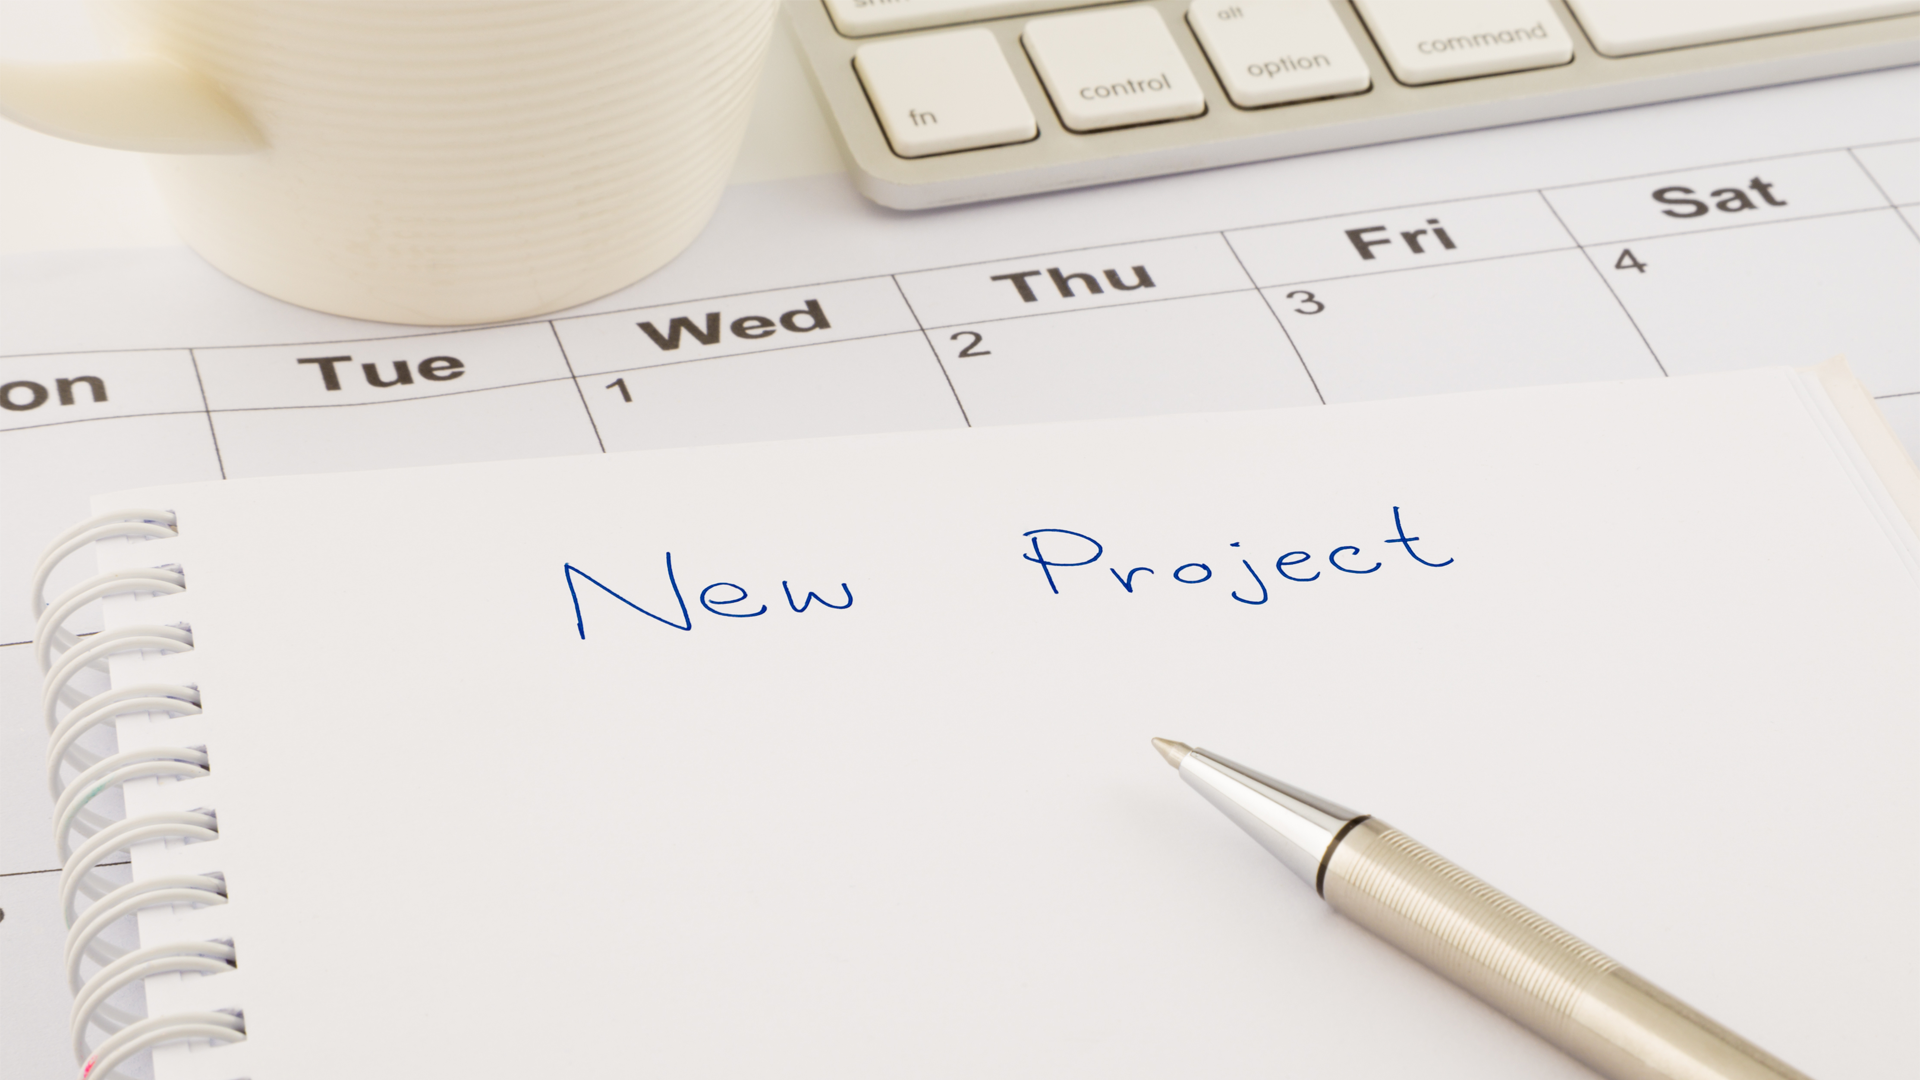 alt
fn control option command
on Tue Wed Thu Fri Sat
1 2 3 4
New Project